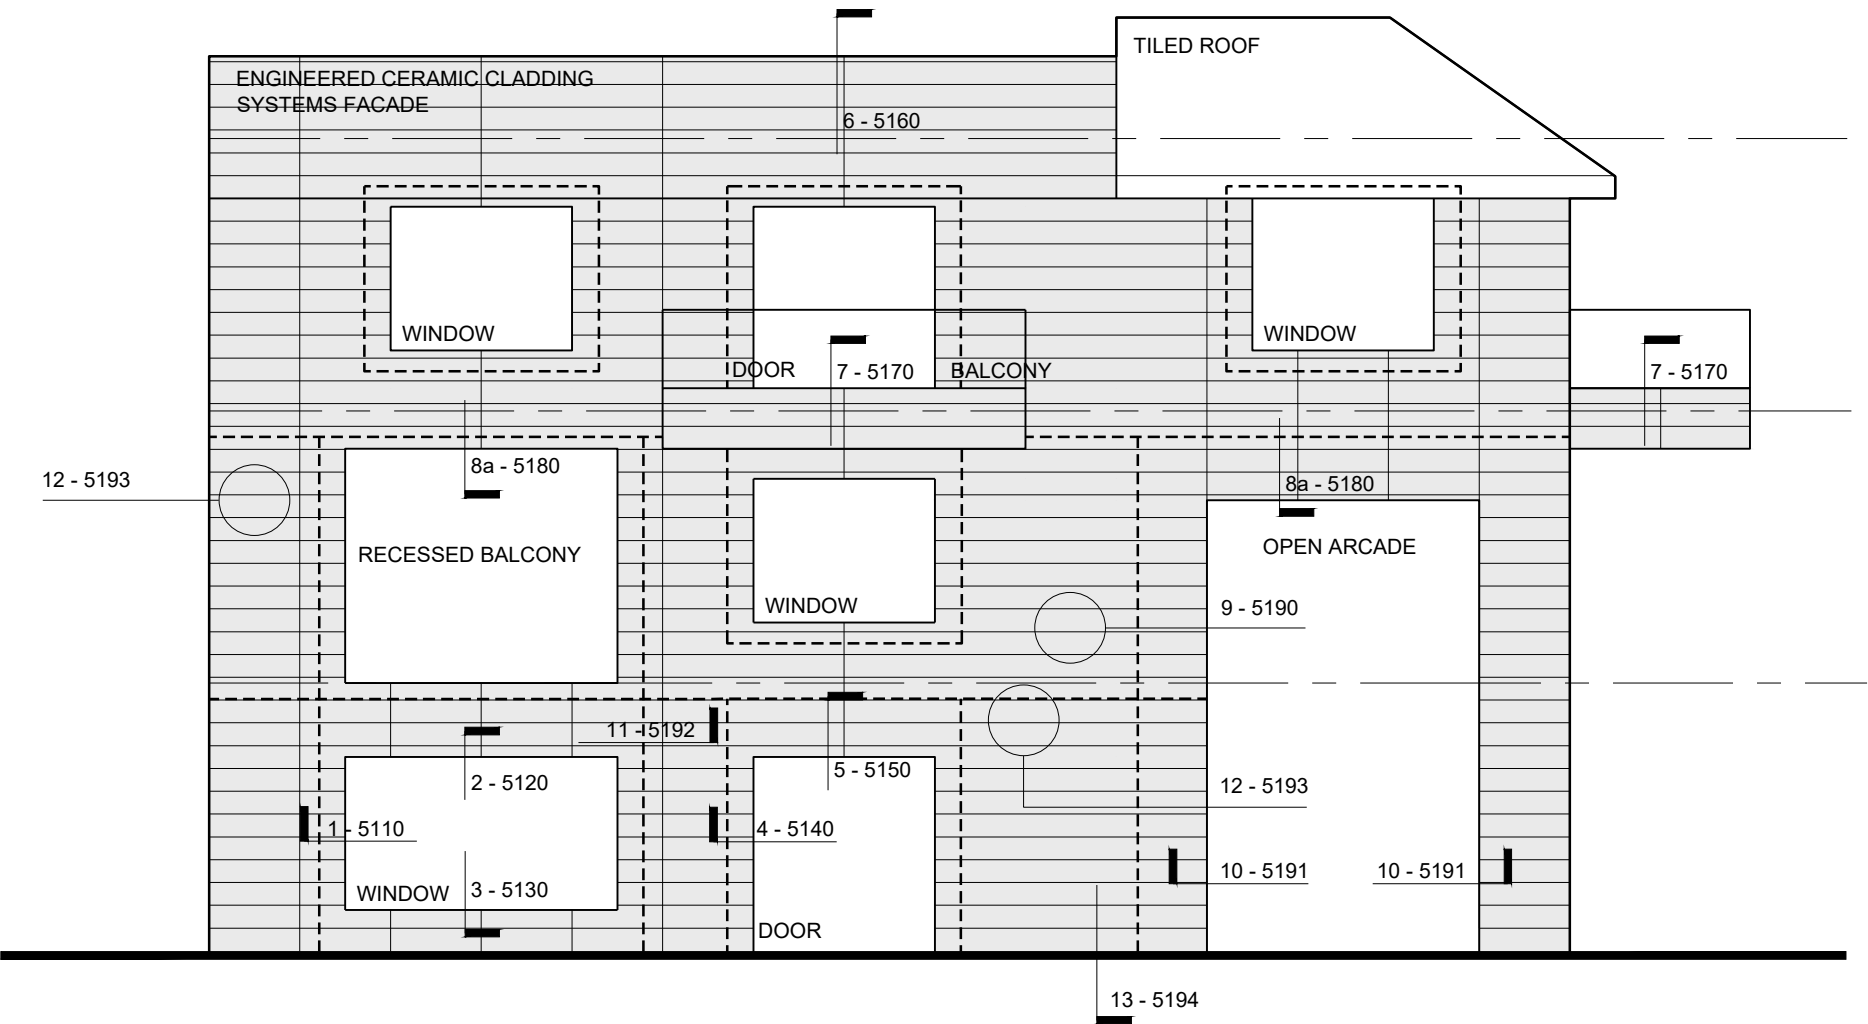 TILED ROOF
ENGINEERED CERAMIC CLADDING
SYSTEMS FACADE
6 - 5160
WINDOW
WINDOW
DOOR
7 - 5170
BALCONY
7 - 5170
8a - 5180
12 - 5193
8a - 5180
RECESSED BALCONY
OPEN ARCADE
WINDOW
9 - 5190
11 - 5192
5 - 5150
2 - 5120
12 - 5193
1 - 5110
4 - 5140
10 - 5191
10 - 5191
WINDOW
3 - 5130
DOOR
13 - 5194